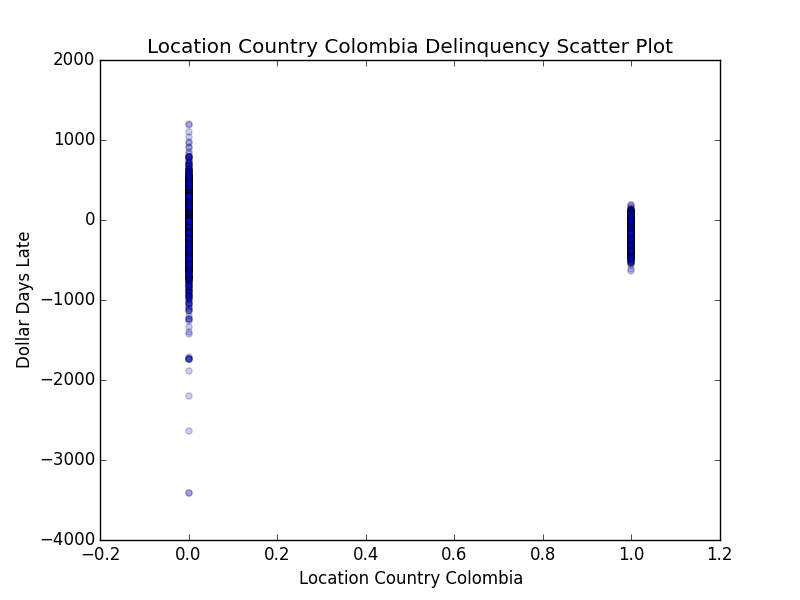 Location Country Colombia Delinquency Scatter Plot
2000
1000
0
−1000
−2000
−3000
−4000
Dollar Days Late
−0.2 0.0 0.2 0.4 0.6 0.8 1.0 1.2
Location Country Colombia